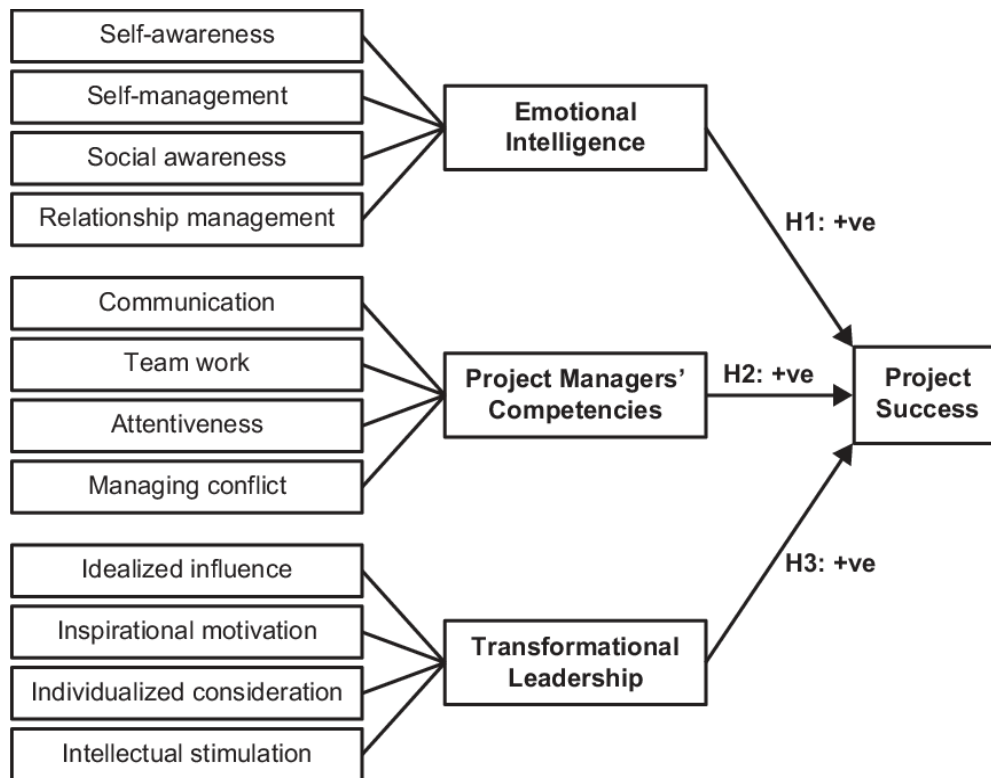 Self-awareness
Self-management
Social awareness
Relationship management
Emotional
Intelligence
H1: +ve
Communication
Team work
Attentiveness
Managing conflict
Project Managers’
Competencies
H2: +ve
Project
Success
Idealized influence
Inspirational motivation
Individualized consideration
Intellectual stimulation
Transformational
Leadership
H3: +ve